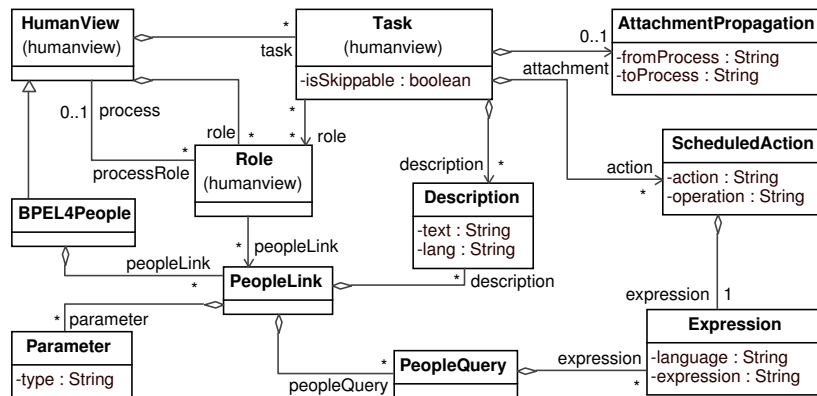 HumanView
(humanview)
*
task
Task
(humanview)
-isSkippable : boolean
0..1
attachment
AttachmentPropagation
-fromProcess : String
-toProcess : String
process
0..1
role
*
*
*
role
*
processRole
Role
(humanview)
description
*
action
*
ScheduledAction
-action : String
-operation : String
BPEL4People
Description
-text : String
-lang : String
*
peopleLink
peopleLink
*
PeopleLink
*
description
expression
1
*
parameter
Parameter
-type : String
*
peopleQuery
PeopleQuery
expression
*
Expression
-language : String
-expression : String